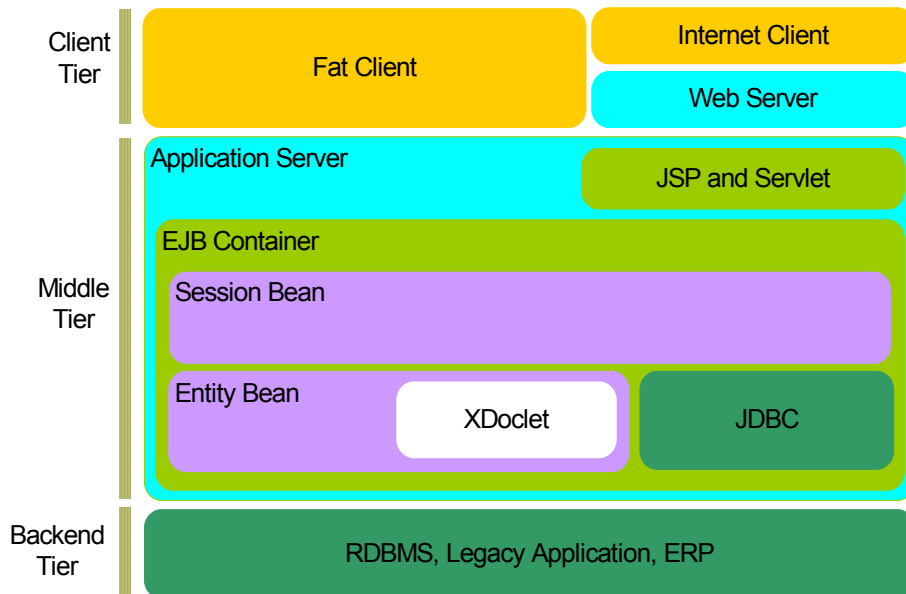 Client
Tier
Fat Client
Internet Client
Web Server
Middle
Tier
Application Server
JSP and Servlet
EJB Container
Session Bean
Entity Bean
XDoclet
JDBC
Backend
Tier
RDBMS, Legacy Application, ERP